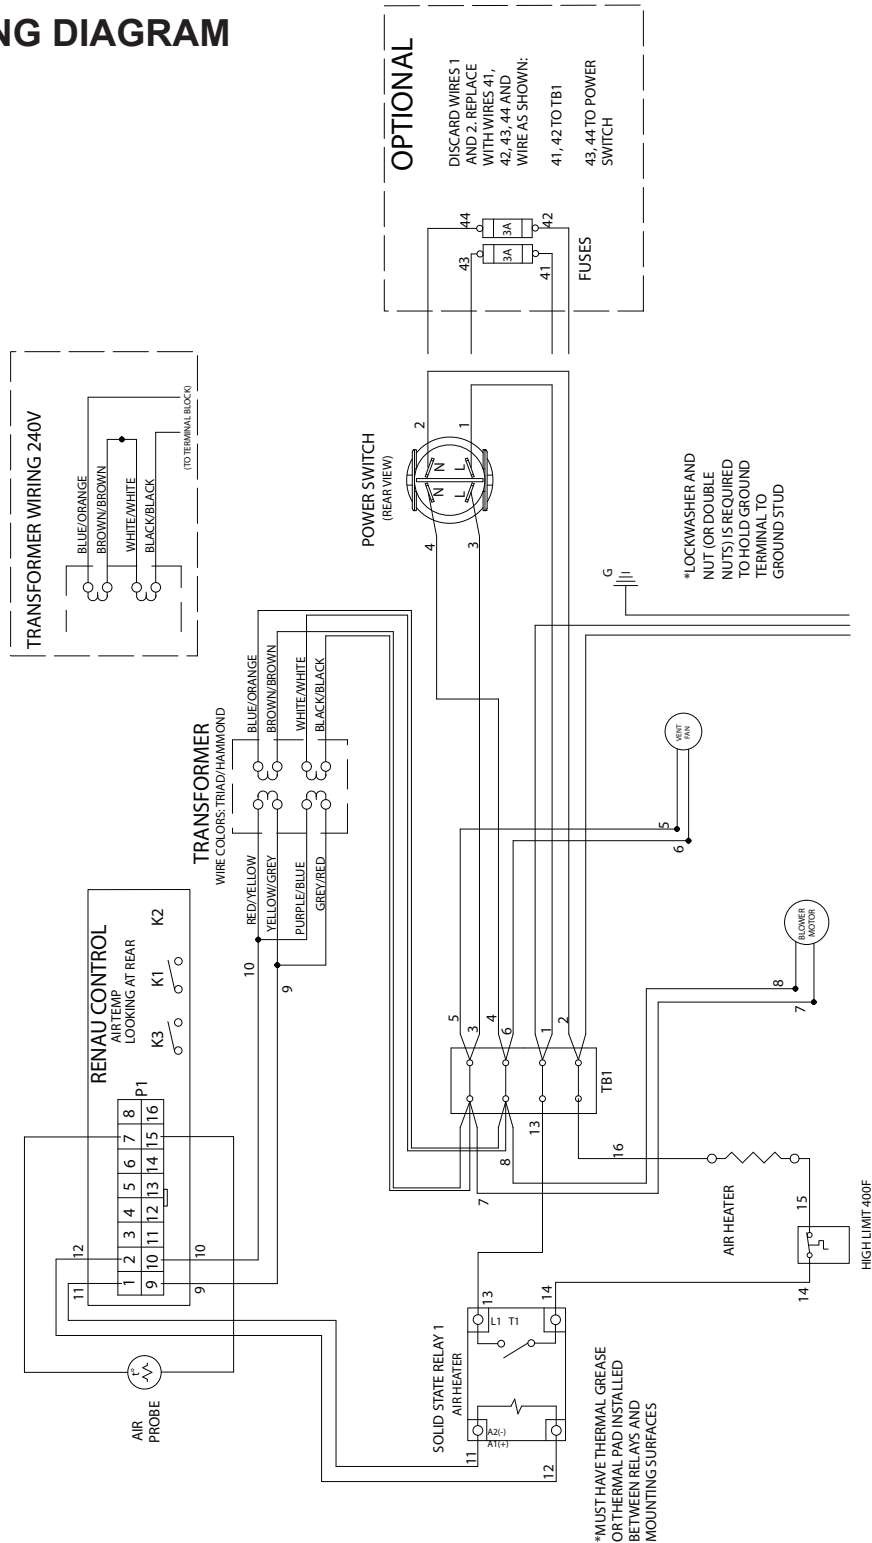 NG DIAGRAM
OPTIONAL
DISCARD WIRES 1
AND 2. REPLACE
WITH WIRES 41,
42, 43, 44 AND
WIRE AS SHOWN:
41, 42 TO TB1
43, 44 TO POWER
SWITCH
44
43
3A
3A
42
41
FUSES
TRANSFORMER WIRING 240V
BLUE/ORANGE
BROWN/BROWN
WHITE/WHITE
BLACK/BLACK
(TO TERMINAL BLOCK)
POWER SWITCH
(REAR VIEW)
2
1
N
L
N
L
4
3
*LOCKWASHER AND
NUT (OR DOUBLE
NUTS) IS REQUIRED
TO HOLD GROUND
TERMINAL TO
GROUND STUD
G
TRANSFORMER
WIRE COLORS: TRIAD/HAMMOND
BLUE/ORANGE
BROWN/BROWN
WHITE/WHITE
BLACK/BLACK
RED/YELLOW
YELLOW/GREY
PURPLE/BLUE
GREY/RED
10
9
VENT
FAN
5
6
BLOWER
MOTOR
8
7
RENAU CONTROL
AIR TEMP
LOOKING AT REAR
K3
K1
K2
P1
1 2 3 4 5 6 7 8
9 10 11 12 13 14 15 16
11
12
9
10
5
3
4
6
1
2
TB1
7
8
13
16
AIR HEATER
15
HIGH LIMIT 400F
14
AIR
PROBE
t°
SOLID STATE RELAY 1
AIR HEATER
13
14
L1 T1
A2(-)
A1(+)
11
12
*MUST HAVE THERMAL GREASE
OR THERMAL PAD INSTALLED
BETWEEN RELAYS AND
MOUNTING SURFACES